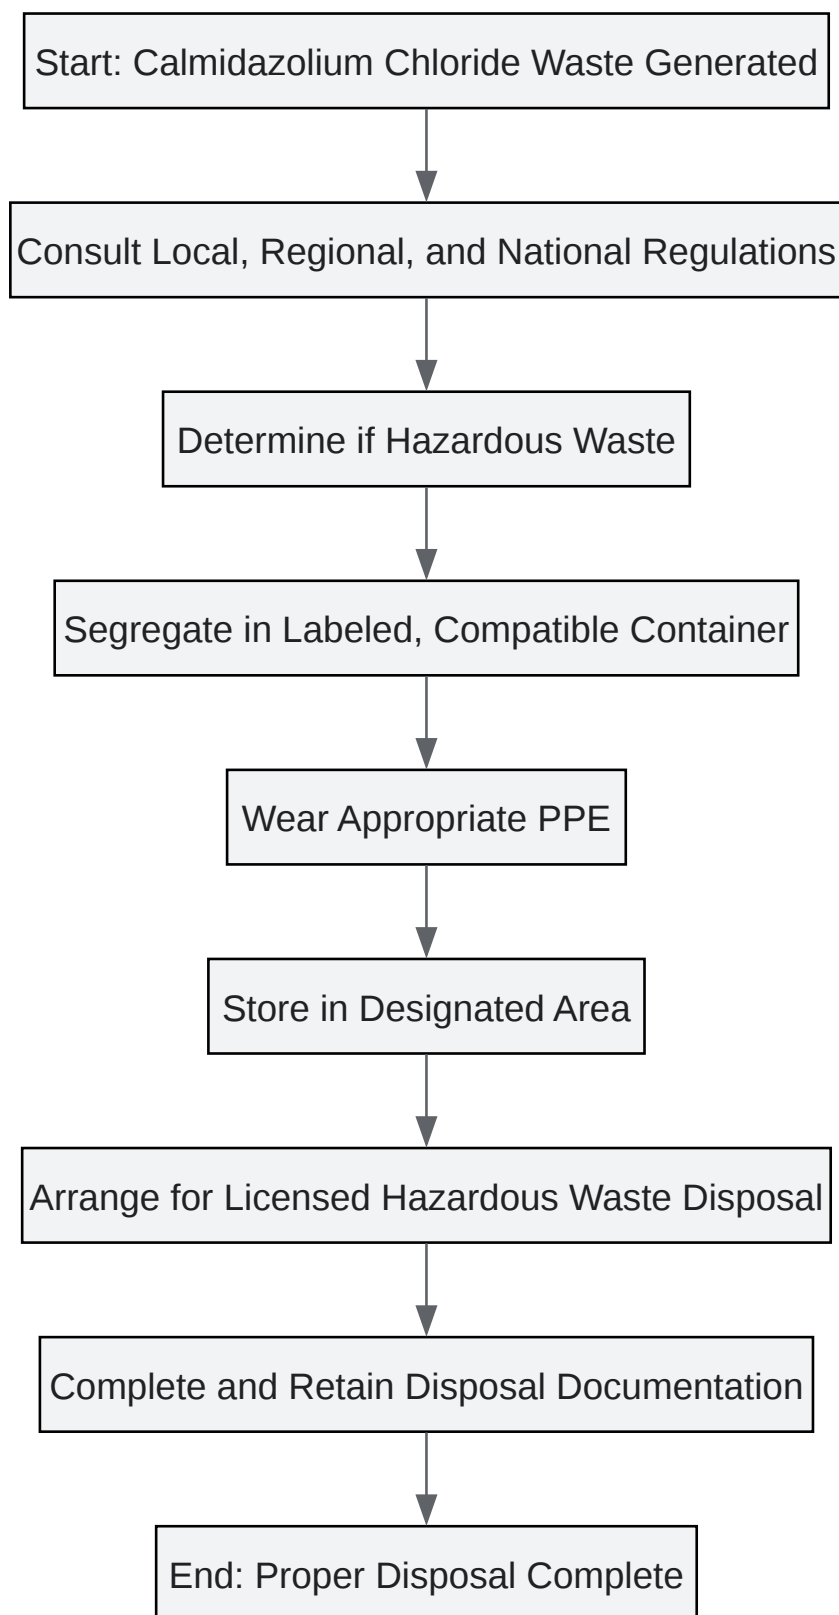 Start: Calmidazolium Chloride Waste Generated
Consult Local, Regional, and National Regulations
Determine if Hazardous Waste
Segregate in Labeled, Compatible Container
Wear Appropriate PPE
Store in Designated Area
Arrange for Licensed Hazardous Waste Disposal
Complete and Retain Disposal Documentation
End: Proper Disposal Complete